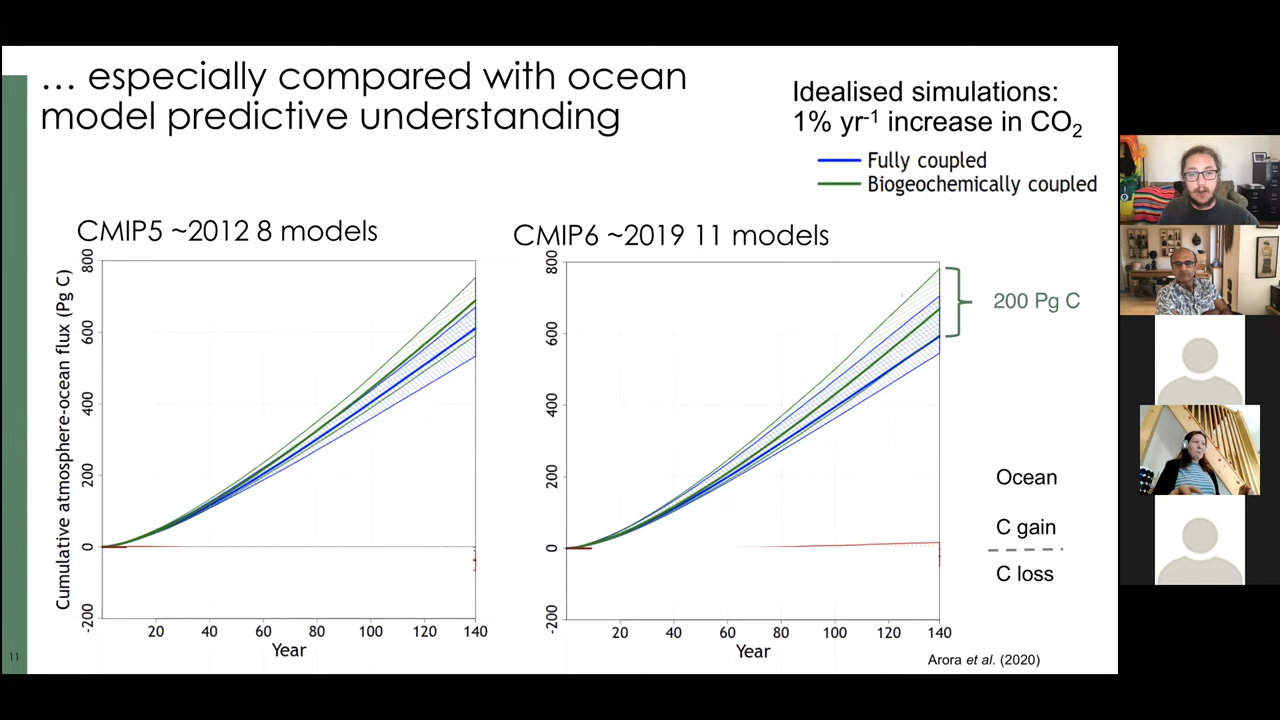 … especially compared with ocean
model predictive understanding
Idealised simulations:
1% yr⁻¹ increase in CO₂
Fully coupled
Biogeochemically coupled
CMIP5 ~2012 8 models
CMIP6 ~2019 11 models
Cumulative atmosphere-ocean flux (Pg C)
800
600
400
200
0
-200
20 40 60 80 100 120 140
Year
800
600
400
200
0
-200
20 40 60 80 100 120 140
Year
200 Pg C
Ocean
C gain
C loss
Arora et al. (2020)
11